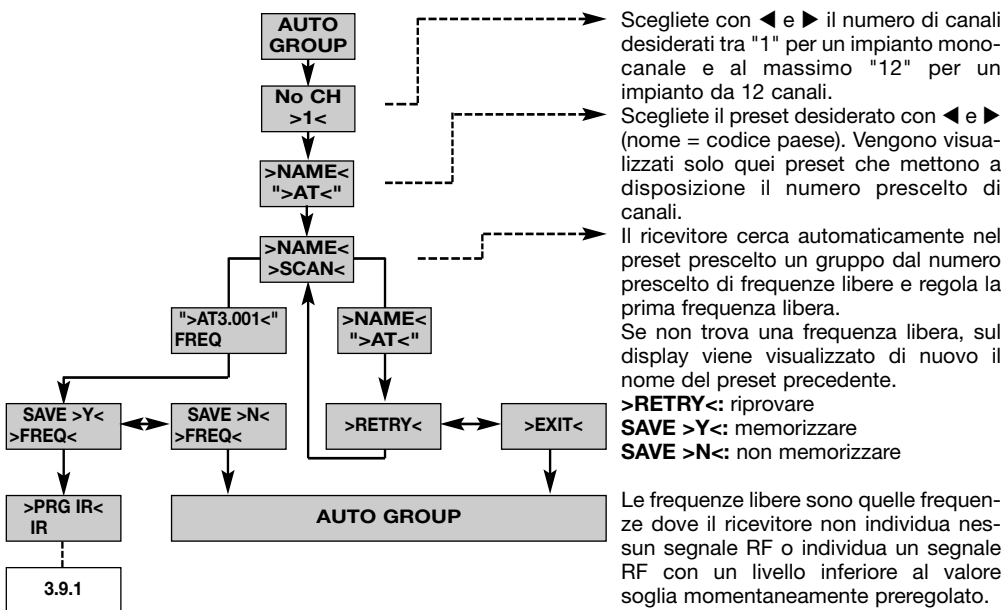 AUTO
GROUP
No CH
>1<
>NAME<
">AT<"
>NAME<
>SCAN<
">AT3.001<"
FREQ
>NAME<
">AT<"
SAVE >Y<
>FREQ<
SAVE >N<
>FREQ<
>RETRY<
>EXIT<
>PRG IR<
IR
AUTO GROUP
3.9.1
Scegliete con ◀ e ▶ il numero di canali
desiderati tra "1" per un impianto mono-
canale e al massimo "12" per un
impianto da 12 canali.
Scegliete il preset desiderato con ◀ e ▶
(nome = codice paese). Vengono visua-
lizzati solo quei preset che mettono a
disposizione il numero prescelto di
canali.
Il ricevitore cerca automaticamente nel
preset prescelto un gruppo dal numero
prescelto di frequenze libere e regola la
prima frequenza libera.
Se non trova una frequenza libera, sul
display viene visualizzato di nuovo il
nome del preset precedente.
>RETRY<: riprovare
SAVE >Y<: memorizzare
SAVE >N<: non memorizzare
Le frequenze libere sono quelle frequen-
ze dove il ricevitore non individua nes-
sun segnale RF o individua un segnale
RF con un livello inferiore al valore
soglia momentaneamente preregolato.